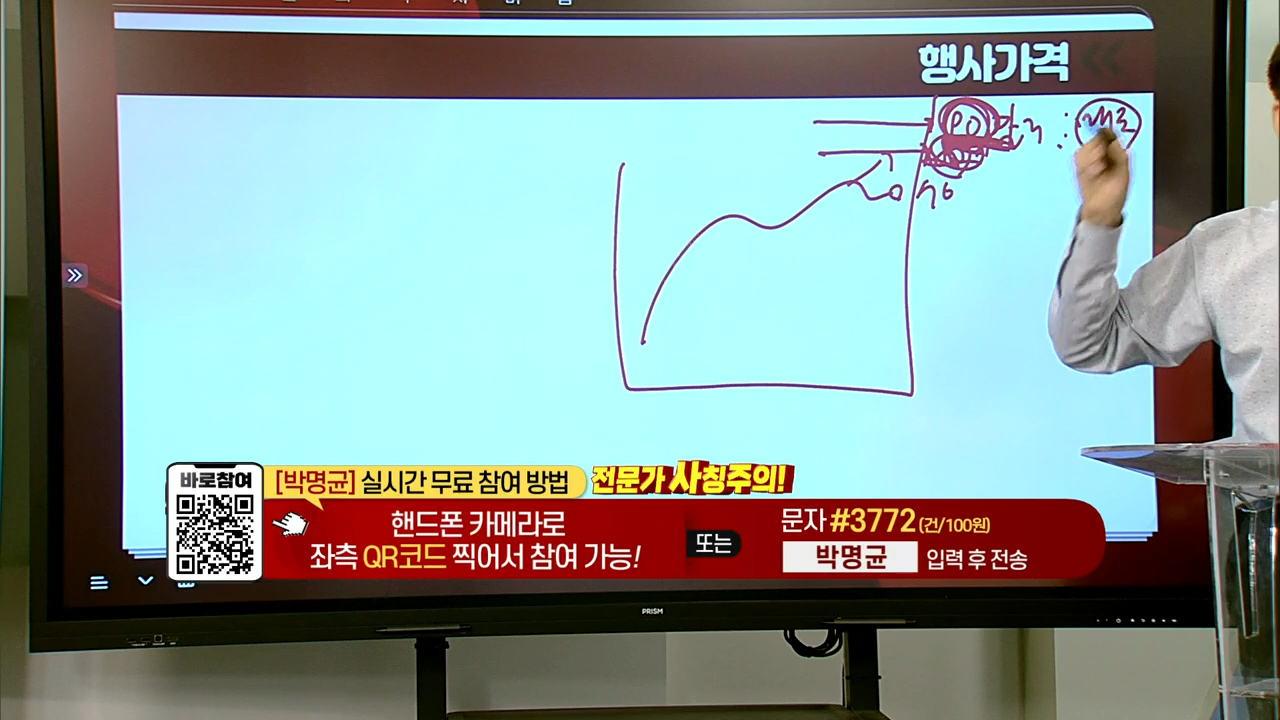 행사가격
바로참여
[박명균] 실시간 무료 참여 방법
전문가 사칭주의!
핸드폰 카메라로
좌측 QR코드 찍어서 참여 가능!
또는
문자 #3772 (건/100원)
박명균 입력 후 전송
PRISM